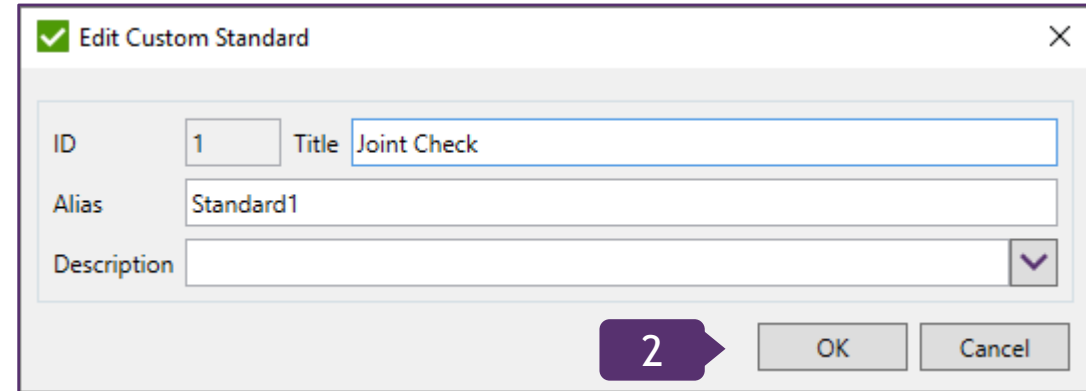 Edit Custom Standard
ID 1 Title Joint Check
Alias Standard1
Description
2 OK Cancel